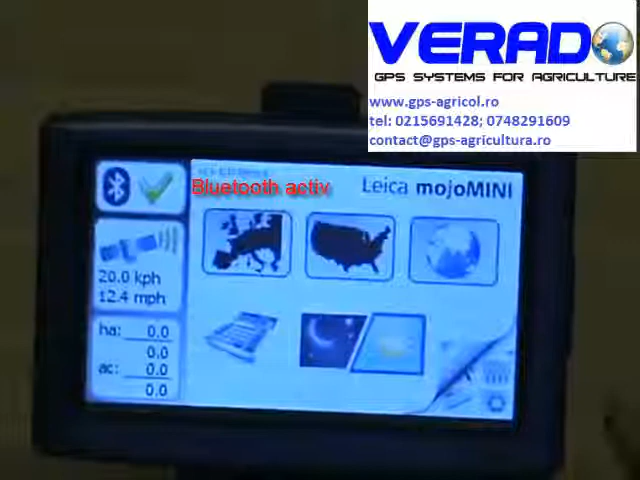 VERADO
GPS SYSTEMS FOR AGRICULTURE
www.gps-agricol.ro
tel: 0215691428; 0748291609
contact@gps-agricultura.ro
Bluetooth activ
Leica mojoMINI
20.0 kph
12.4 mph
ha: 0.0
0.0
ac: 0.0
0.0